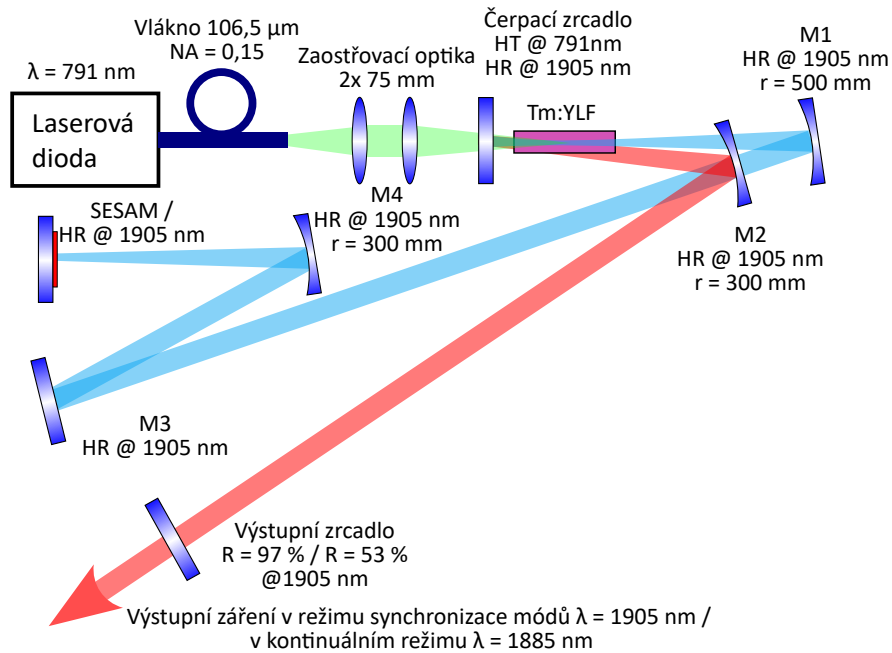 Vlákno 106,5 µm
NA = 0,15
λ = 791 nm
Laserová
dioda
Zaostřovací optika
2x 75 mm
Čerpací zrcadlo
HT @ 791nm
HR @ 1905 nm
Tm:YLF
M1
HR @ 1905 nm
r = 500 mm
SESAM /
HR @ 1905 nm
M4
HR @ 1905 nm
r = 300 mm
M2
HR @ 1905 nm
r = 300 mm
M3
HR @ 1905 nm
Výstupní zrcadlo
R = 97 % / R = 53 %
@1905 nm
Výstupní záření v režimu synchronizace módů λ = 1905 nm /
v kontinuálním režimu λ = 1885 nm